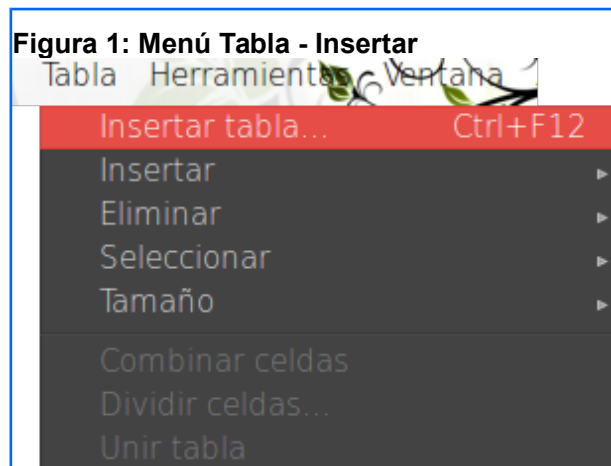 Figura 1: Menú Tabla - Insertar
Tabla Herramientas Ventana
Insertar tabla... Ctrl+F12
Insertar
Eliminar
Seleccionar
Tamaño
Combinar celdas
Dividir celdas...
Unir tabla